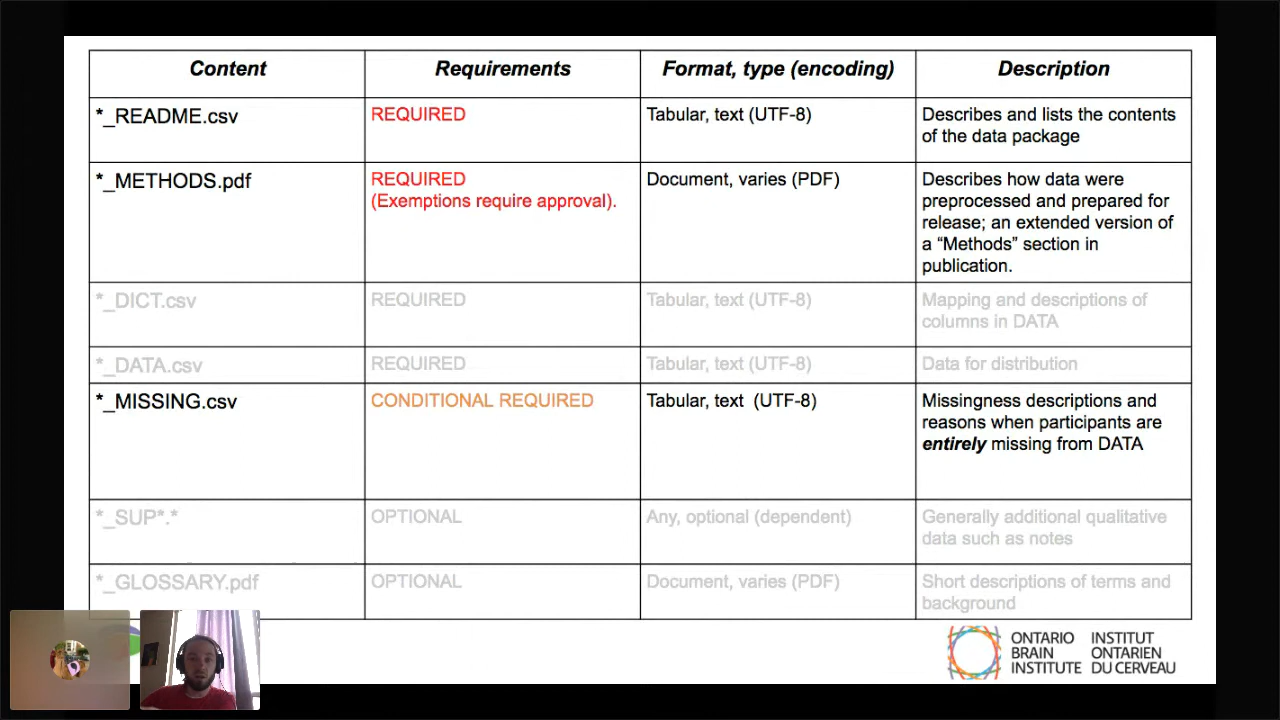 Content Requirements Format, type (encoding) Description
*_README.csv REQUIRED Tabular, text (UTF-8) Describes and lists the contents
of the data package
*_METHODS.pdf REQUIRED Document, varies (PDF) Describes how data were
(Exemptions require approval). preprocessed and prepared for
release; an extended version of
a “Methods” section in
publication.
*_DICT.csv REQUIRED Tabular, text (UTF-8) Mapping and descriptions of
columns in DATA
*_DATA.csv REQUIRED Tabular, text (UTF-8) Data for distribution
*_MISSING.csv CONDITIONAL REQUIRED Tabular, text (UTF-8) Missingness descriptions and
reasons when participants are
entirely missing from DATA
*_SUP*.* OPTIONAL Any, optional (dependent) Generally additional qualitative
data such as notes
*_GLOSSARY.pdf OPTIONAL Document, varies (PDF) Short descriptions of terms and
background
ONTARIO INSTITUT
BRAIN ONTARIEN
INSTITUTE DU CERVEAU